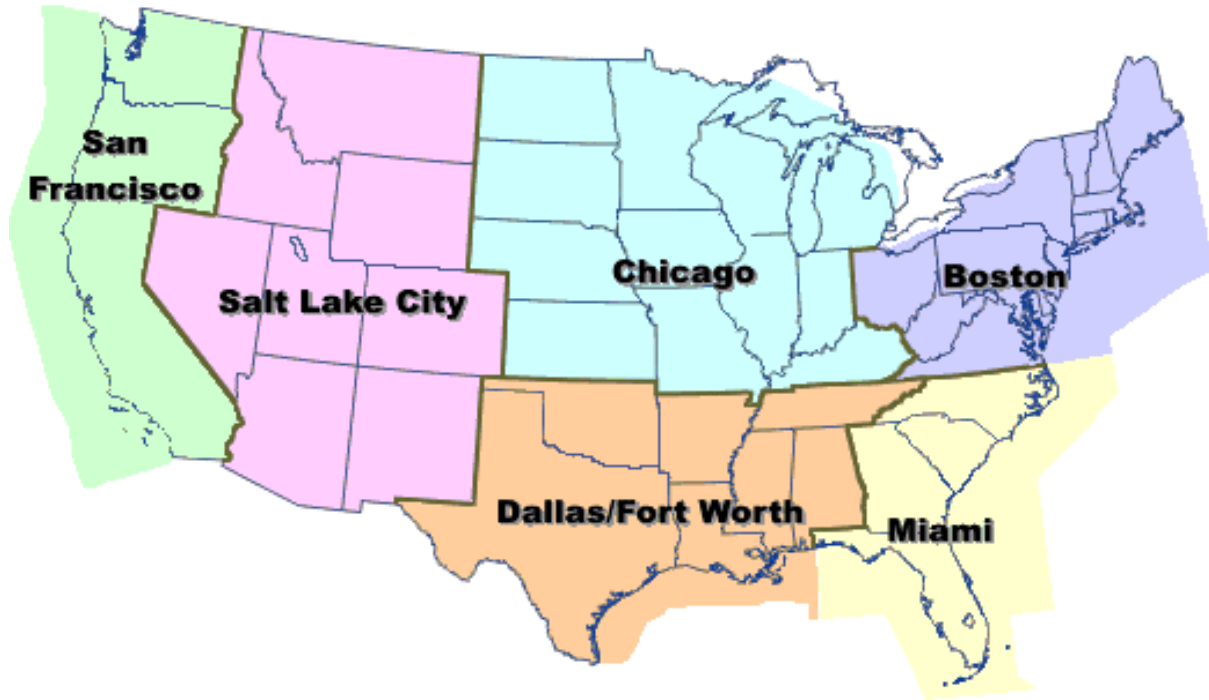 San
Francisco
Salt Lake City
Chicago
Boston
Dallas/Fort Worth
Miami